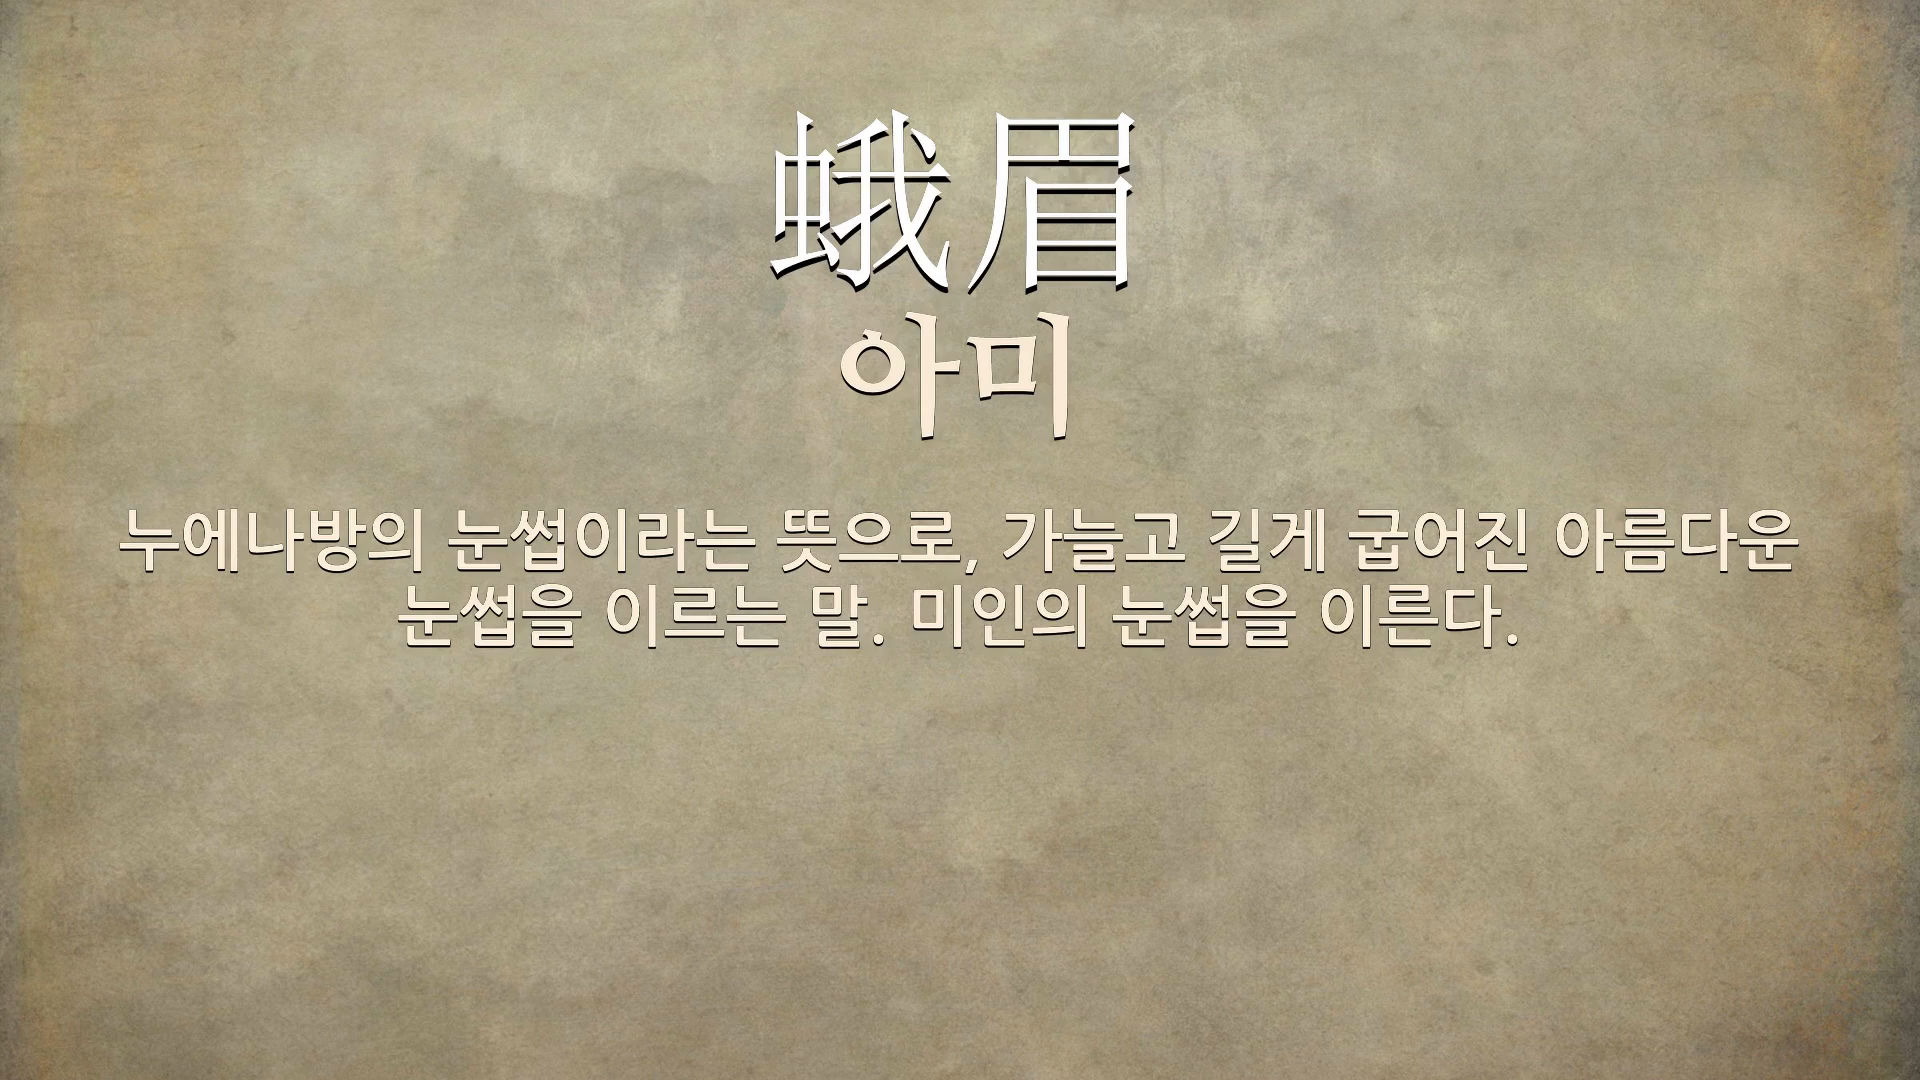 蛾眉
아미
누에나방의 눈썹이라는 뜻으로, 가늘고 길게 굽어진 아름다운
눈썹을 이르는 말. 미인의 눈썹을 이른다.